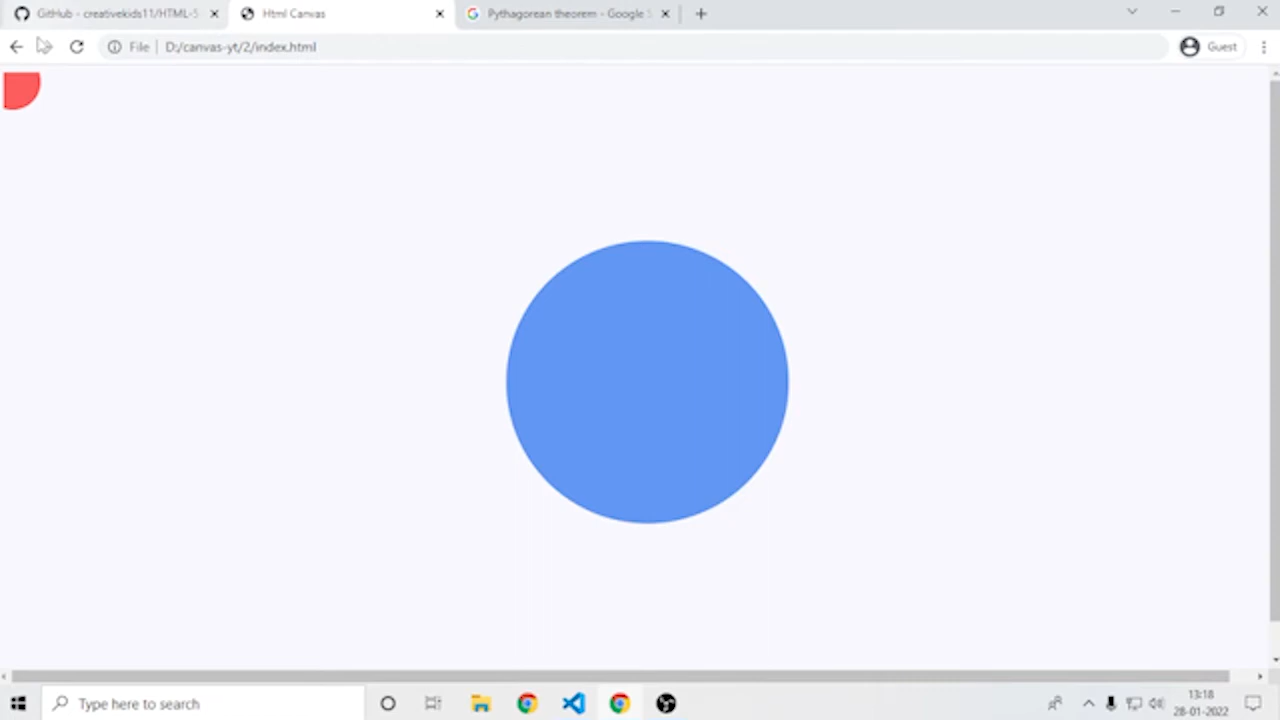 GitHub - creativekids11/HTML-5
Html Canvas
Pythagorean theorem - Google S
File
D:/canvas-yt/2/index.html
Guest
Type here to search
13:18
28-01-2022